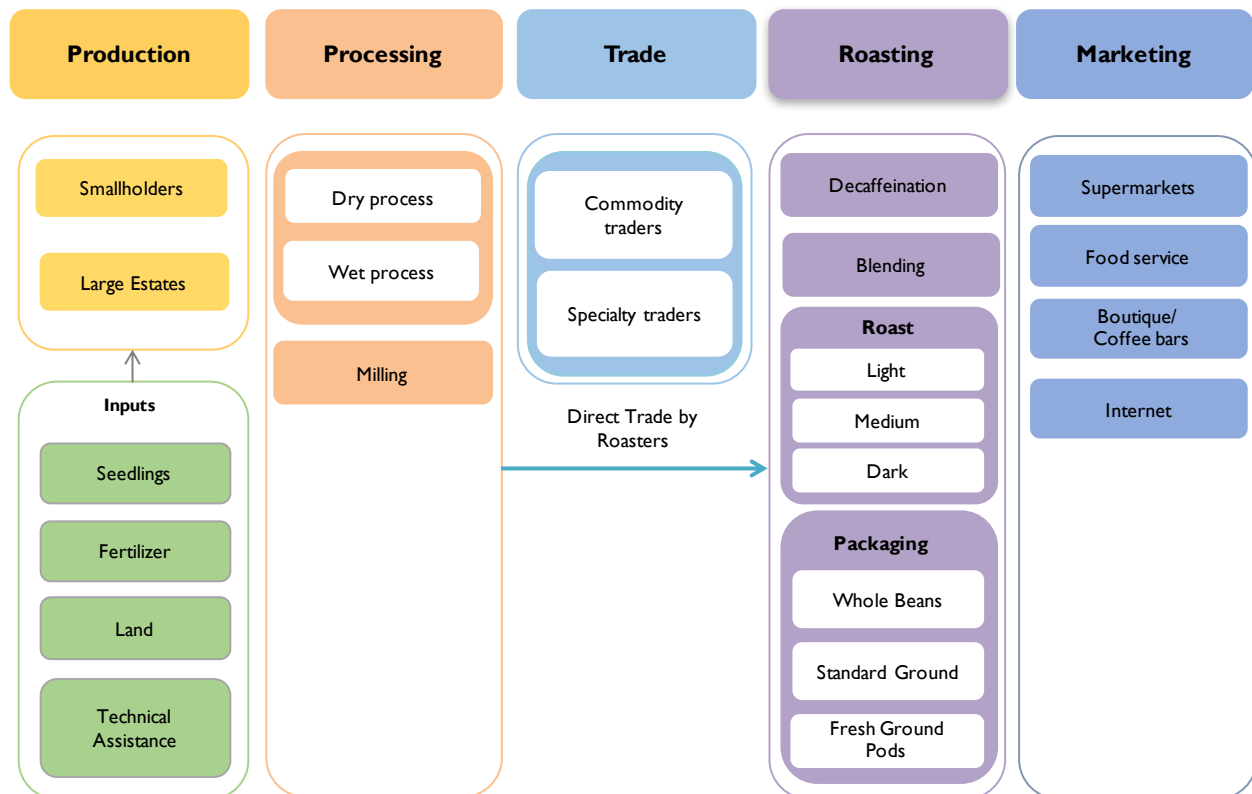 Production
Processing
Trade
Roasting
Marketing
Smallholders
Large Estates
Inputs
Seedlings
Fertilizer
Land
Technical
Assistance
Dry process
Wet process
Milling
Commodity
traders
Specialty traders
Direct Trade by
Roasters
Decaffeination
Blending
Roast
Light
Medium
Dark
Packaging
Whole Beans
Standard Ground
Fresh Ground
Pods
Supermarkets
Food service
Boutique/
Coffee bars
Internet